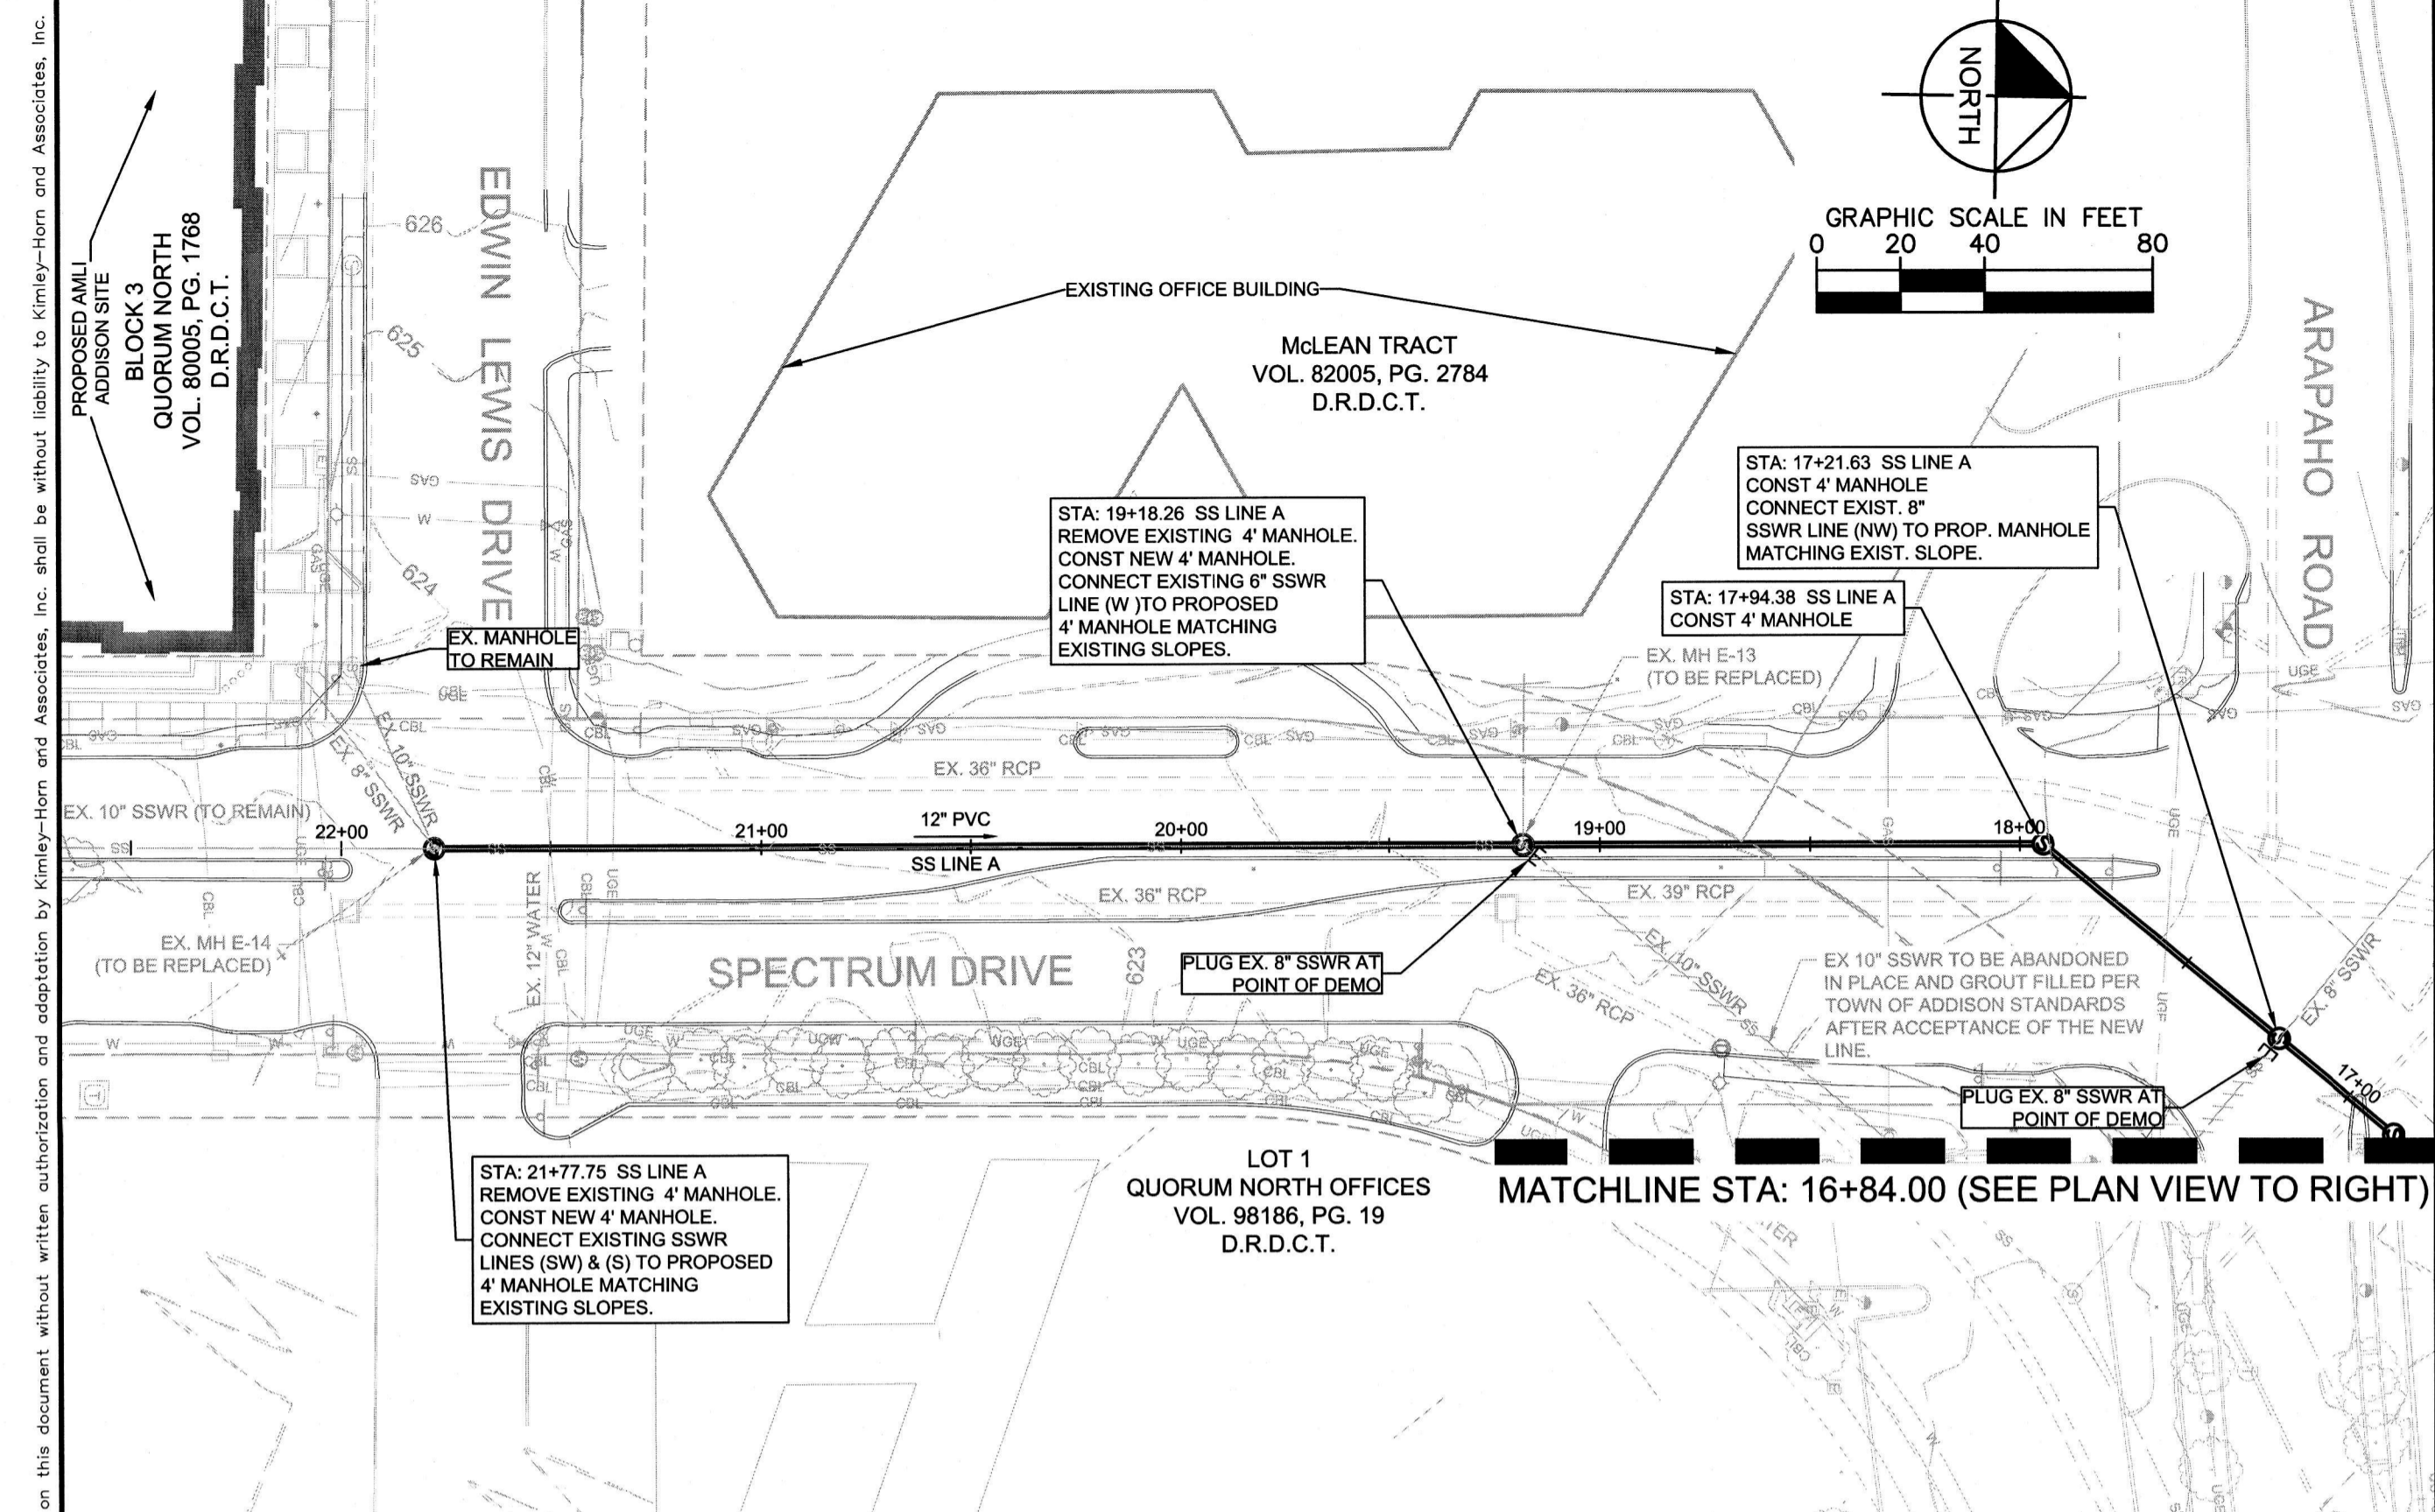 on this document without written authorization and adaptation by Kimley-Horn and Associates, Inc. shall be without liability to Kimley-Horn and Associates, Inc.
PROPOSED AMLI
ADDISON SITE
BLOCK 3
QUORUM NORTH
VOL. 80005, PG. 1768
D.R.D.C.T.
EDWIN LEWIS DRIVE
626
625
624
GAS
W
EXISTING OFFICE BUILDING
McLEAN TRACT
VOL. 82005, PG. 2784
D.R.D.C.T.
NORTH
GRAPHIC SCALE IN FEET
0 20 40 80
ARAPAHO ROAD
STA: 17+21.63 SS LINE A
CONST 4' MANHOLE
CONNECT EXIST. 8"
SSWR LINE (NW) TO PROP. MANHOLE
MATCHING EXIST. SLOPE.
STA: 19+18.26 SS LINE A
REMOVE EXISTING 4' MANHOLE.
CONST NEW 4' MANHOLE.
CONNECT EXISTING 6" SSWR
LINE (W )TO PROPOSED
4' MANHOLE MATCHING
EXISTING SLOPES.
STA: 17+94.38 SS LINE A
CONST 4' MANHOLE
EX. MANHOLE
TO REMAIN
EX. MH E-13
(TO BE REPLACED)
EX. 10" SSWR
EX. 8" SSWR
EX. 36" RCP
EX. 10" SSWR (TO REMAIN)
22+00
21+00
12" PVC
20+00
19+00
18+00
SS LINE A
EX. 12" WATER
EX. 36" RCP
EX. 39" RCP
EX. MH E-14
(TO BE REPLACED)
SPECTRUM DRIVE
623
PLUG EX. 8" SSWR AT
POINT OF DEMO
EX. 36" RCP
EX. 10" SSWR
EX 10" SSWR TO BE ABANDONED
IN PLACE AND GROUT FILLED PER
TOWN OF ADDISON STANDARDS
AFTER ACCEPTANCE OF THE NEW
LINE.
EX. 8" SSWR
17+00
PLUG EX. 8" SSWR AT
POINT OF DEMO
STA: 21+77.75 SS LINE A
REMOVE EXISTING 4' MANHOLE.
CONST NEW 4' MANHOLE.
CONNECT EXISTING SSWR
LINES (SW) & (S) TO PROPOSED
4' MANHOLE MATCHING
EXISTING SLOPES.
LOT 1
QUORUM NORTH OFFICES
VOL. 98186, PG. 19
D.R.D.C.T.
MATCHLINE STA: 16+84.00 (SEE PLAN VIEW TO RIGHT)